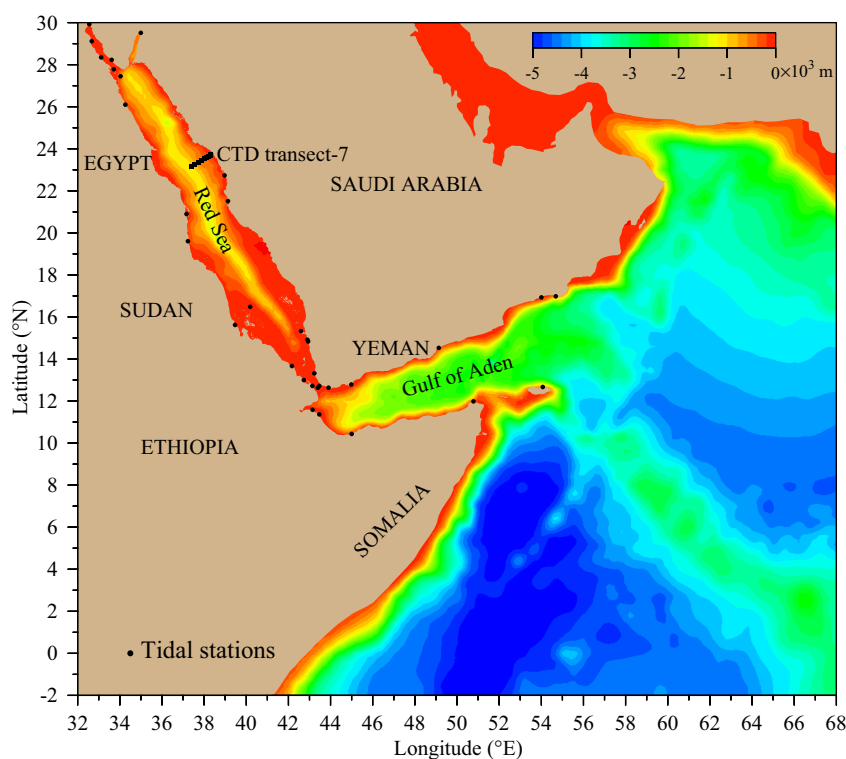 30
28
26
24
22
20
18
16
14
12
10
8
6
4
2
0
-2
Latitude (°N)
-5 -4 -3 -2 -1 0×10³ m
CTD transect-7
EGYPT
SAUDI ARABIA
Red Sea
SUDAN
YEMAN
Gulf of Aden
ETHIOPIA
SOMALIA
Tidal stations
32 34 36 38 40 42 44 46 48 50 52 54 56 58 60 62 64 66 68
Longitude (°E)